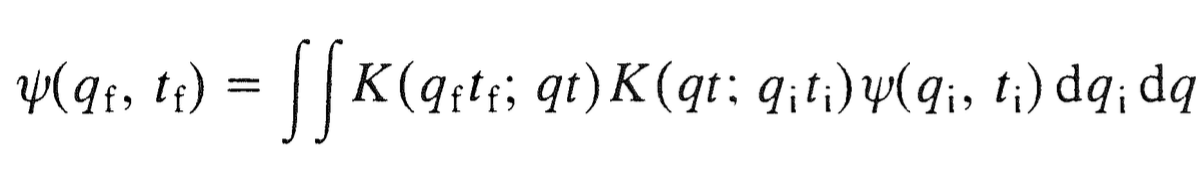 ψ(q_f, t_f) = ∫∫ K(q_f t_f; qt)K(qt; q_i t_i)ψ(q_i, t_i) dq_i dq